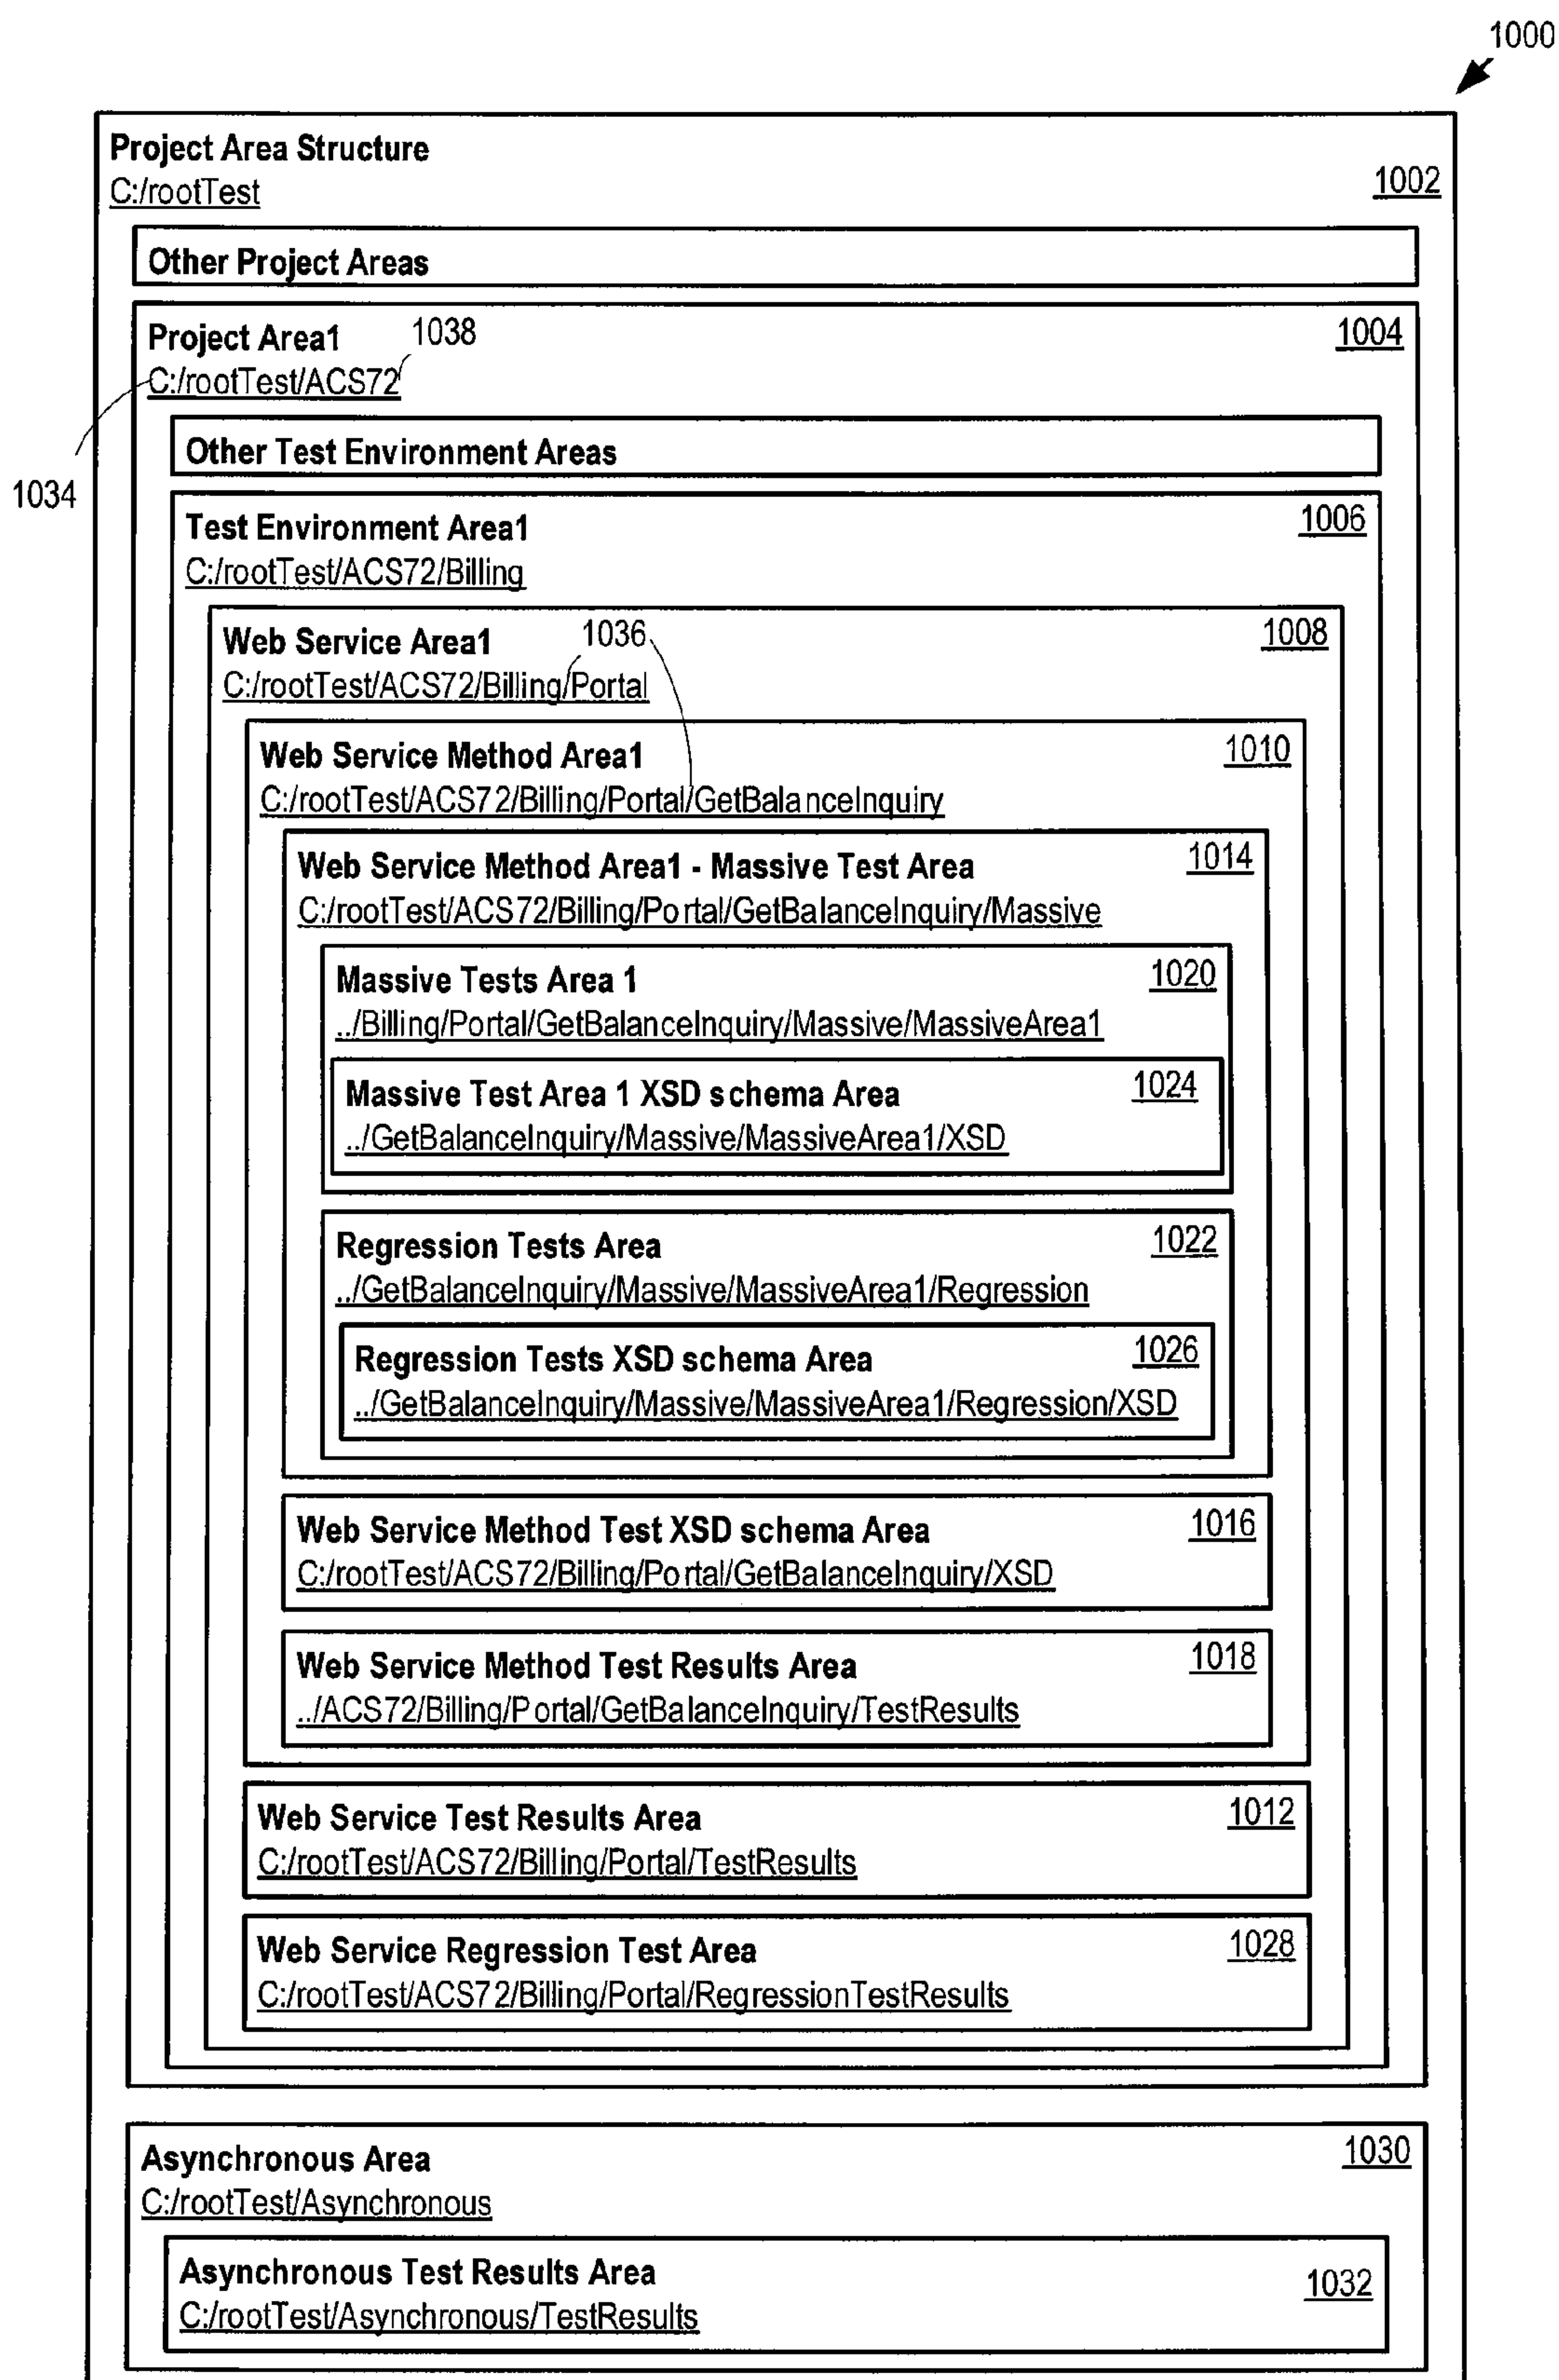 1000
Project Area Structure
C:/rootTest
1002
Other Project Areas
Project Area1
1038
1004
C:/rootTest/ACS72
1034
Other Test Environment Areas
Test Environment Area1
1006
C:/rootTest/ACS72/Billing
Web Service Area1
1036
1008
C:/rootTest/ACS72/Billing/Portal
Web Service Method Area1
1010
C:/rootTest/ACS72/Billing/Portal/GetBalanceInquiry
Web Service Method Area1 - Massive Test Area
1014
C:/rootTest/ACS72/Billing/Portal/GetBalanceInquiry/Massive
Massive Tests Area 1
1020
../Billing/Portal/GetBalanceInquiry/Massive/MassiveArea1
Massive Test Area 1 XSD schema Area
1024
../GetBalanceInquiry/Massive/MassiveArea1/XSD
Regression Tests Area
1022
../GetBalanceInquiry/Massive/MassiveArea1/Regression
Regression Tests XSD schema Area
1026
../GetBalanceInquiry/Massive/MassiveArea1/Regression/XSD
Web Service Method Test XSD schema Area
1016
C:/rootTest/ACS72/Billing/Portal/GetBalanceInquiry/XSD
Web Service Method Test Results Area
1018
../ACS72/Billing/Portal/GetBalanceInquiry/TestResults
Web Service Test Results Area
1012
C:/rootTest/ACS72/Billing/Portal/TestResults
Web Service Regression Test Area
1028
C:/rootTest/ACS72/Billing/Portal/RegressionTestResults
Asynchronous Area
1030
C:/rootTest/Asynchronous
Asynchronous Test Results Area
1032
C:/rootTest/Asynchronous/TestResults